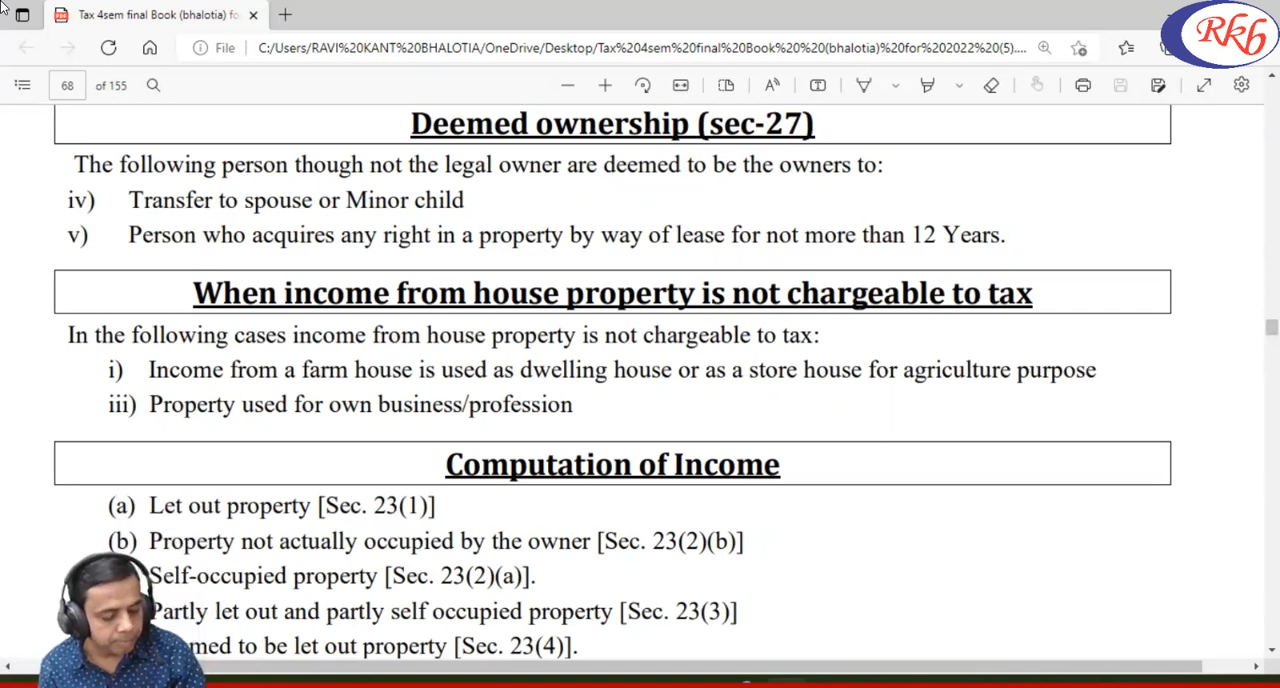 Tax 4sem final Book (bhalotia) fo
Rkb
File C:/Users/RAVI%20KANT%20BHALOTIA/OneDrive/Desktop/Tax%204sem%20final%20Book%20%20(bhalotia)%20for%202022%20(5)....
68 of 155
Deemed ownership (sec-27)
The following person though not the legal owner are deemed to be the owners to:
iv) Transfer to spouse or Minor child
v) Person who acquires any right in a property by way of lease for not more than 12 Years.
When income from house property is not chargeable to tax
In the following cases income from house property is not chargeable to tax:
i) Income from a farm house is used as dwelling house or as a store house for agriculture purpose
iii) Property used for own business/profession
Computation of Income
(a) Let out property [Sec. 23(1)]
(b) Property not actually occupied by the owner [Sec. 23(2)(b)]
Self-occupied property [Sec. 23(2)(a)].
Partly let out and partly self occupied property [Sec. 23(3)]
med to be let out property [Sec. 23(4)].